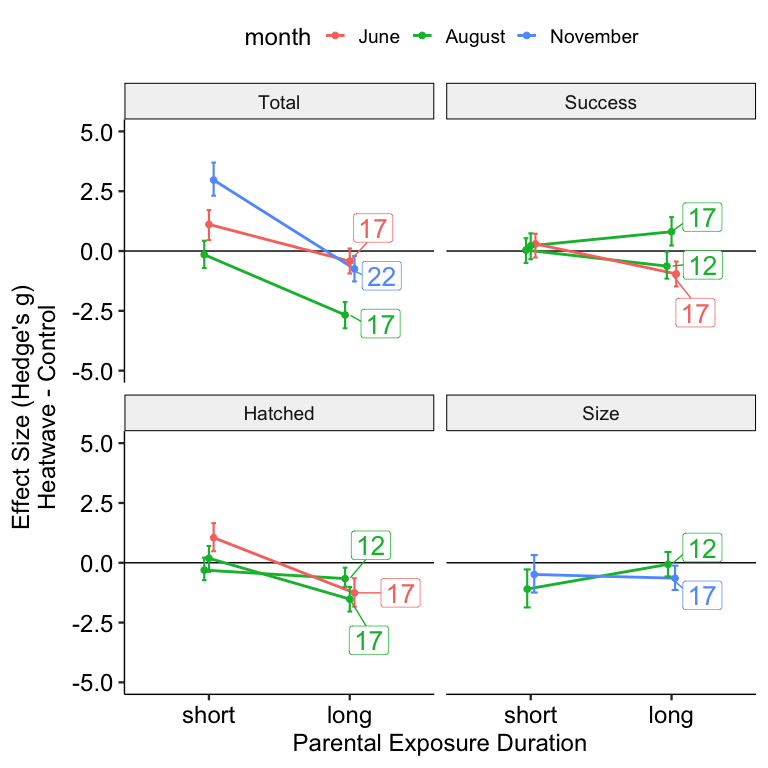 month June August November
Total
Success
5.0
2.5
0.0
-2.5
-5.0
17
22
17
17
12
17
Hatched
Size
5.0
2.5
0.0
-2.5
-5.0
12
17
17
12
17
short
long
short
long
Parental Exposure Duration
Effect Size (Hedge's g)
Heatwave - Control